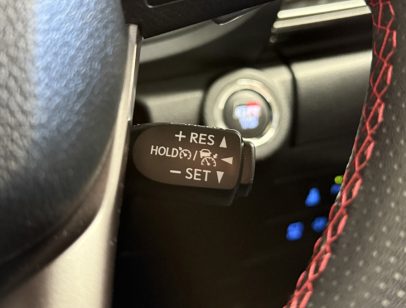 + RES ▲
HOLD / ◀
− SET ▼